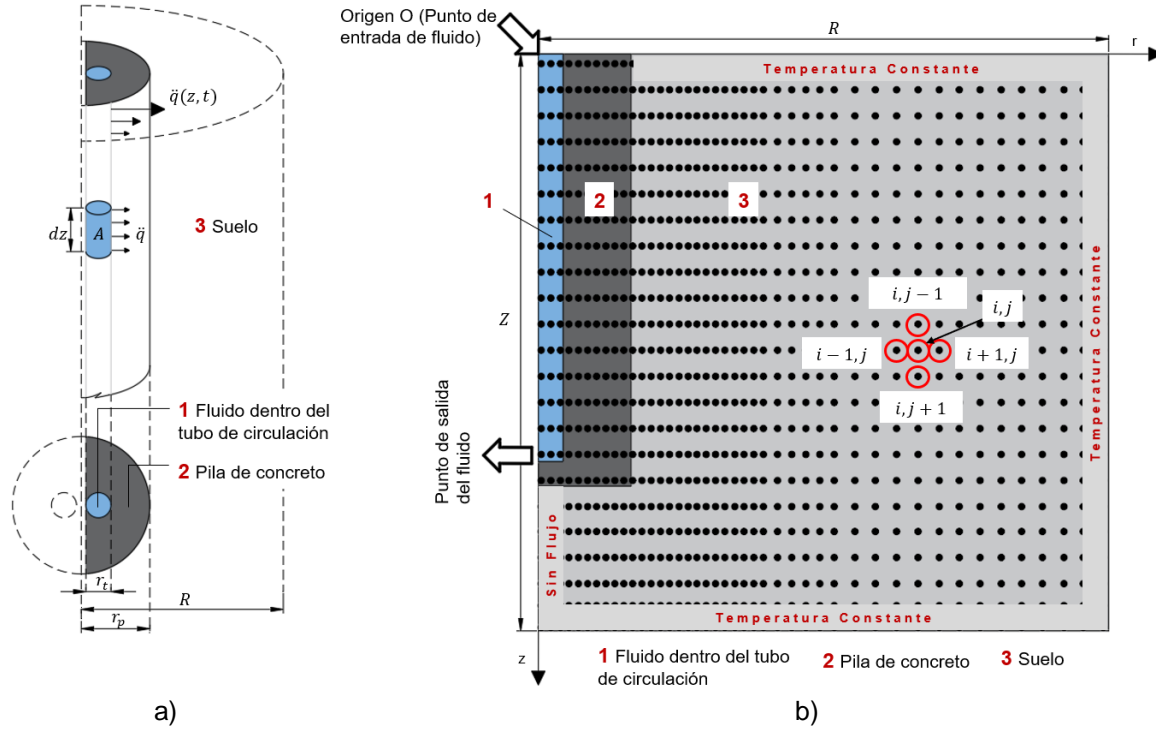 q̈(z, t)
dz
A
q̈
3 Suelo
1 Fluido dentro del
tubo de circulación
2 Pila de concreto
r_t
R
r_p
a)
Origen O (Punto de
entrada de fluido)
R
r
Temperatura Constante
1
2
3
Z
i, j − 1
i, j
i − 1, j
i + 1, j
i, j + 1
Temperatura Constante
Punto de salida
del fluido
Sin Flujo
Temperatura Constante
z
1 Fluido dentro del tubo
de circulación
2 Pila de concreto
3 Suelo
b)